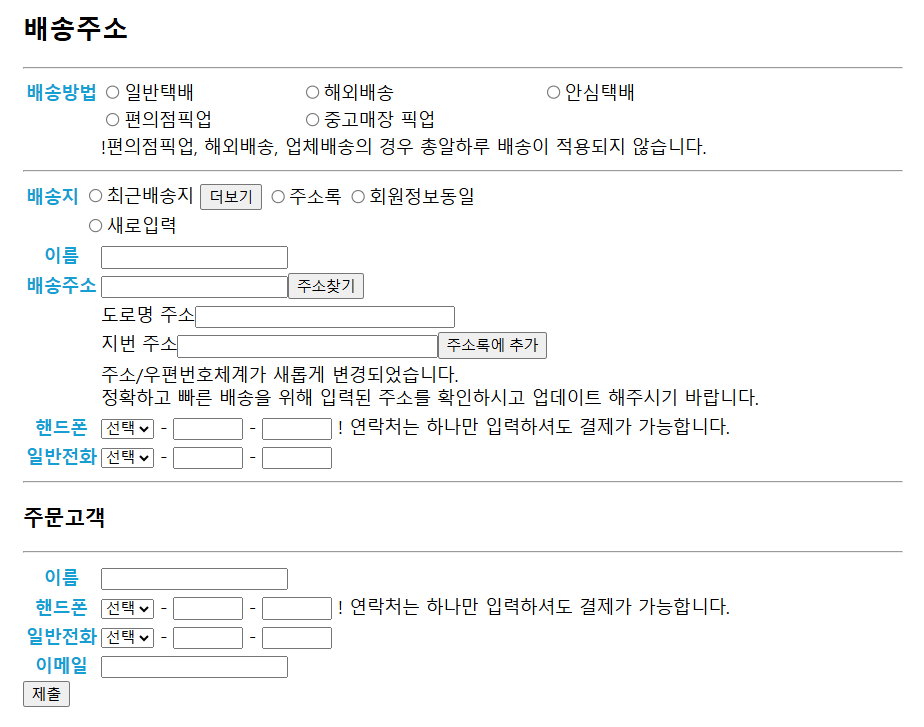 배송주소
배송방법 일반택배 해외배송 안심택배
편의점픽업 중고매장 픽업
!편의점픽업, 해외배송, 업체배송의 경우 총알하루 배송이 적용되지 않습니다.
배송지 최근배송지 더보기 주소록 회원정보동일
새로입력
이름
배송주소 주소찾기
도로명 주소
지번 주소 주소록에 추가
주소/우편번호체계가 새롭게 변경되었습니다.
정확하고 빠른 배송을 위해 입력된 주소를 확인하시고 업데이트 해주시기 바랍니다.
핸드폰 선택 - - ! 연락처는 하나만 입력하셔도 결제가 가능합니다.
일반전화 선택 - -
주문고객
이름
핸드폰 선택 - - ! 연락처는 하나만 입력하셔도 결제가 가능합니다.
일반전화 선택 - -
이메일
제출